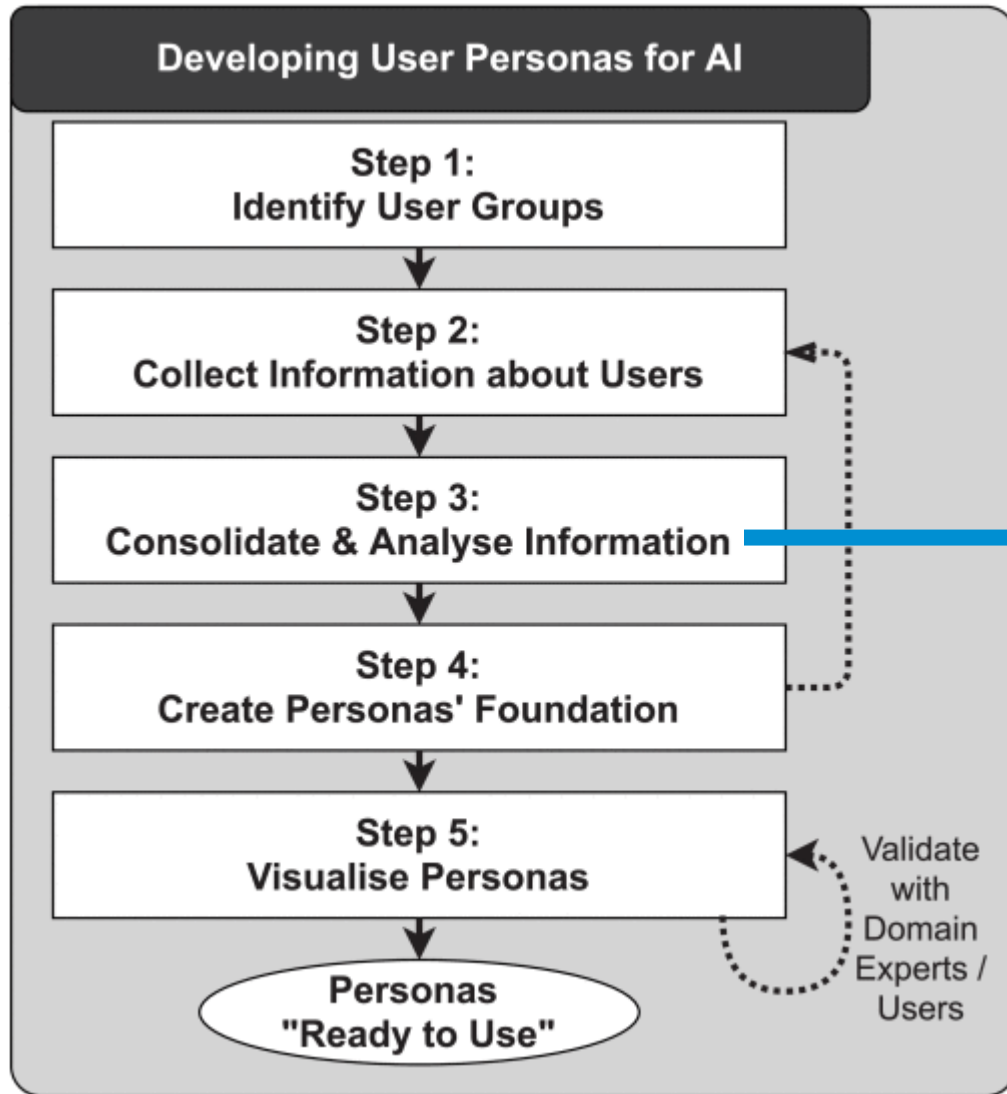 Developing User Personas for AI
Step 1:
Identify User Groups
Step 2:
Collect Information about Users
Step 3:
Consolidate & Analyse Information
Step 4:
Create Personas' Foundation
Step 5:
Visualise Personas
Validate
with
Domain
Experts /
Users
Personas
"Ready to Use"